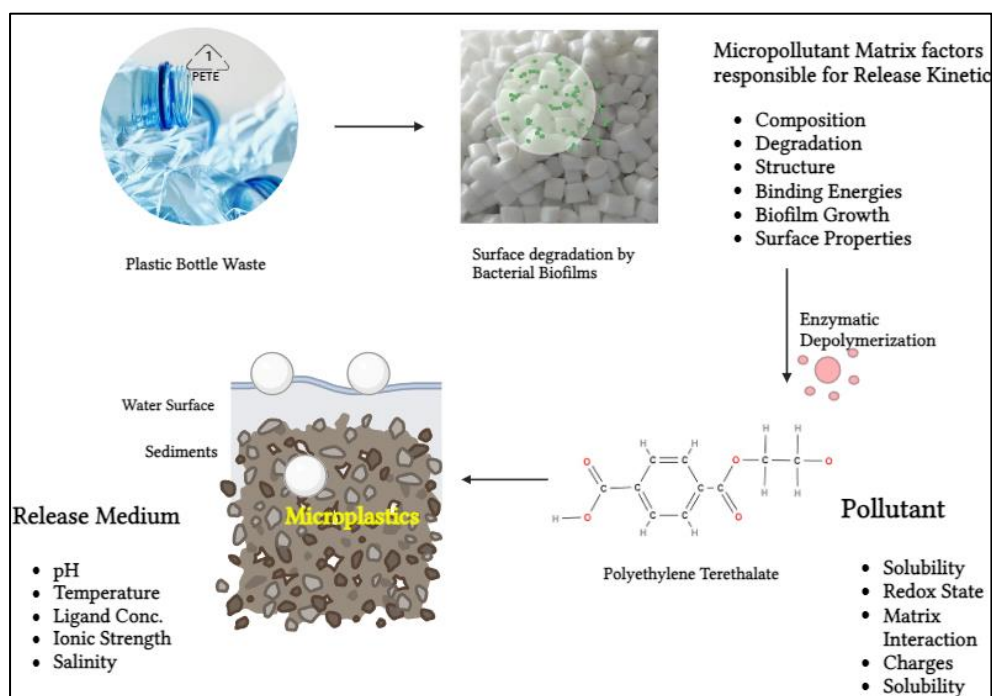 1
PETE
Plastic Bottle Waste
Surface degradation by
Bacterial Biofilms
Micropollutant Matrix factors
responsible for Release Kinetic
• Composition
• Degradation
• Structure
• Binding Energies
• Biofilm Growth
• Surface Properties
Enzymatic
Depolymerization
Water Surface
Sediments
Microplastics
Release Medium
• pH
• Temperature
• Ligand Conc.
• Ionic Strength
• Salinity
H H
H H C C O
O C C O H H
C C C C C
H O C C O
H H
Polyethylene Terethalate
Pollutant
• Solubility
• Redox State
• Matrix
Interaction
• Charges
• Solubility